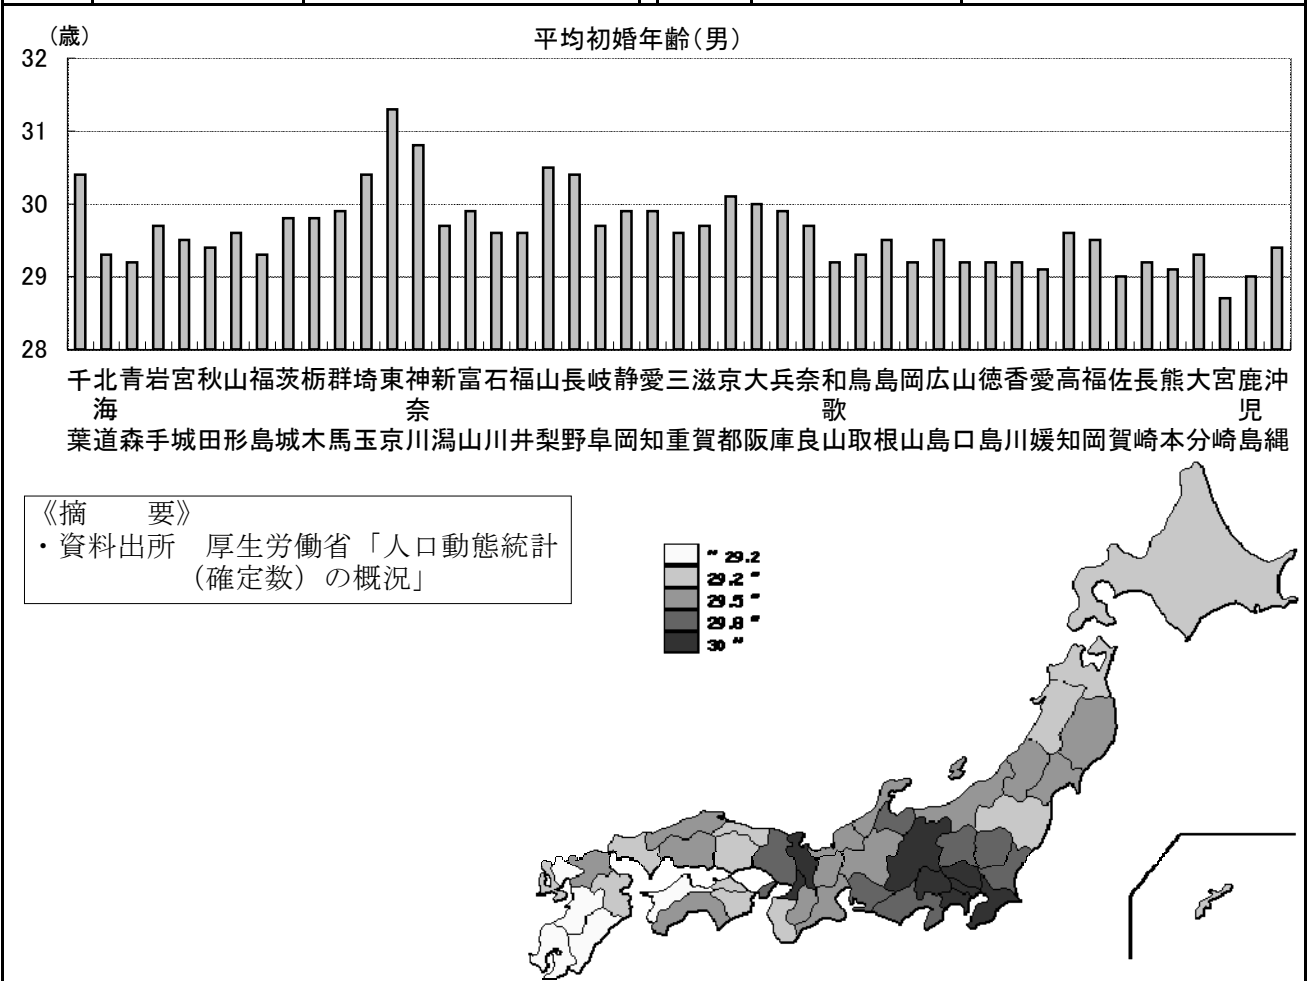 （歳）
平均初婚年齢（男）
32
31
30
29
28
千葉
北海道
青森
岩手
宮城
秋田
山形
福島
茨城
栃木
群馬
埼玉
東京
神奈川
新潟
富山
石川
福井
山梨
長野
岐阜
静岡
愛知
三重
滋賀
京都
大阪
兵庫
奈良
和歌山
鳥取
島根
岡山
広島
山口
徳島
香川
愛媛
高知
福岡
佐賀
長崎
熊本
大分
宮崎
鹿児島
沖縄
《摘　　要》
・資料出所　厚生労働省「人口動態統計
（確定数）の概況」
~ 29.2
29.2 ~
29.5 ~
29.8 ~
30 ~